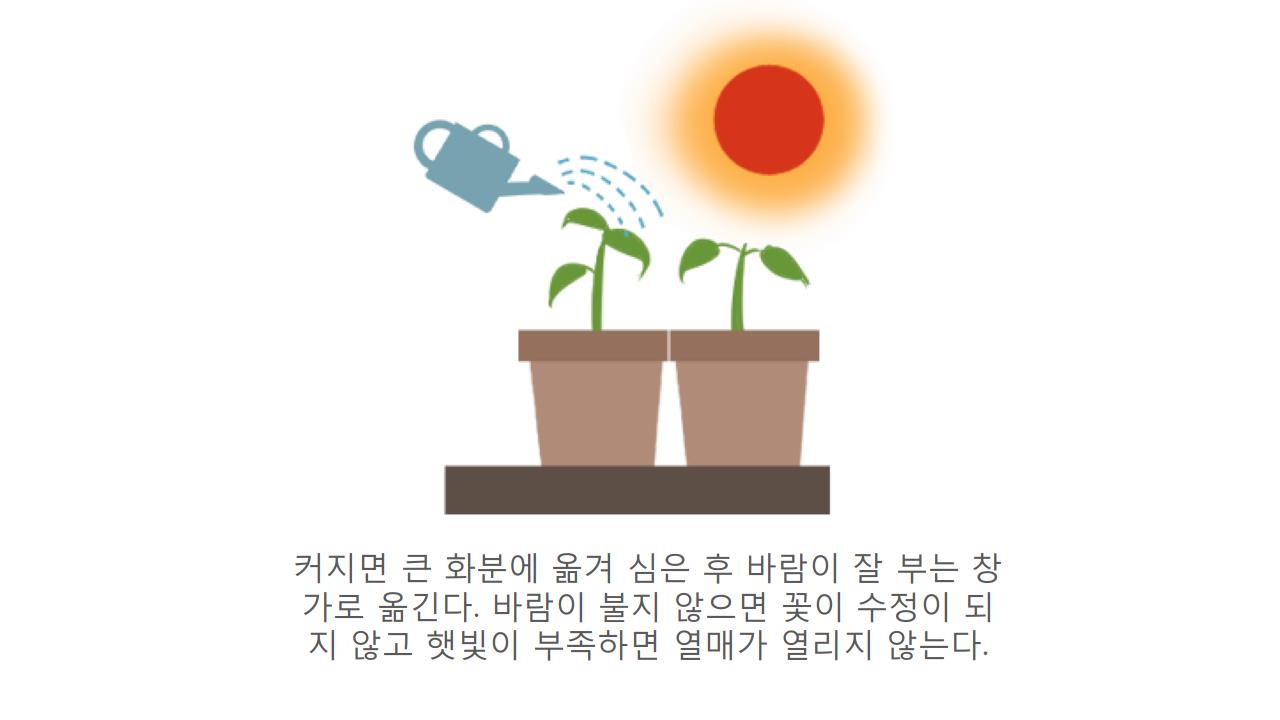 커지면 큰 화분에 옮겨 심은 후 바람이 잘 부는 창
가로 옮긴다. 바람이 불지 않으면 꽃이 수정이 되
지 않고 햇빛이 부족하면 열매가 열리지 않는다.